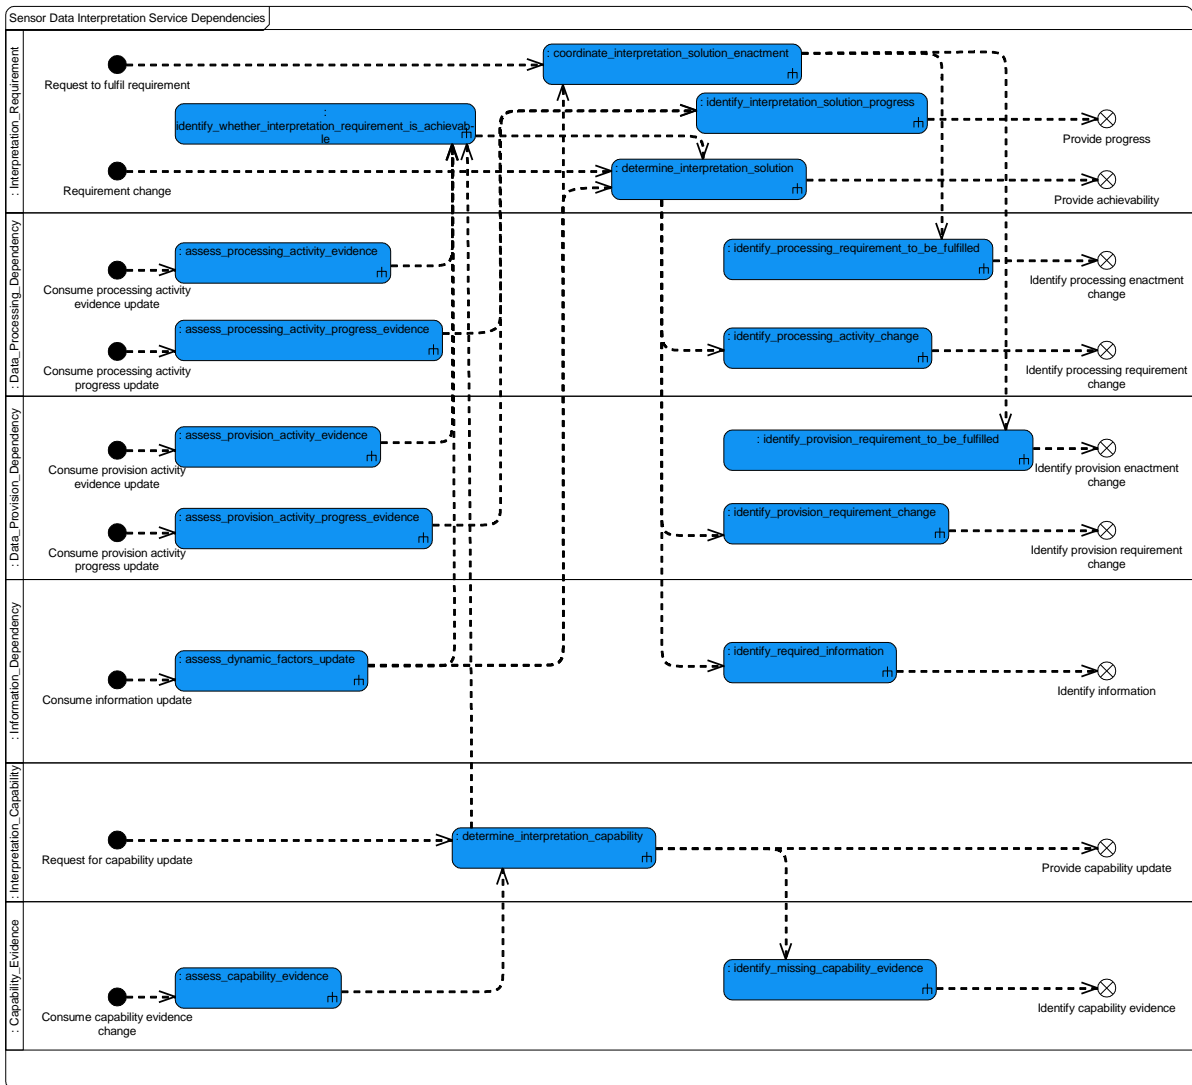 Sensor Data Interpretation Service Dependencies
: Interpretation_Requirement
: coordinate_interpretation_solution_enactment
Request to fulfil requirement
: identify_interpretation_solution_progress
:
identify_whether_interpretation_requirement_is_achievab-
le
Provide progress
Requirement change
: determine_interpretation_solution
Provide achievability
: Data_Processing_Dependency
: assess_processing_activity_evidence
Consume processing activity
evidence update
: identify_processing_requirement_to_be_fulfilled
Identify processing enactment
change
: assess_processing_activity_progress_evidence
Consume processing activity
progress update
: identify_processing_activity_change
Identify processing requirement
change
: Data_Provision_Dependency
: assess_provision_activity_evidence
Consume provision activity
evidence update
: identify_provision_requirement_to_be_fulfilled
Identify provision enactment
change
: assess_provision_activity_progress_evidence
Consume provision activity
progress update
: identify_provision_requirement_change
Identify provision requirement
change
: Information_Dependency
: assess_dynamic_factors_update
Consume information update
: identify_required_information
Identify information
: Interpretation_Capability
: determine_interpretation_capability
Request for capability update
Provide capability update
: Capability_Evidence
: assess_capability_evidence
Consume capability evidence
change
: identify_missing_capability_evidence
Identify capability evidence